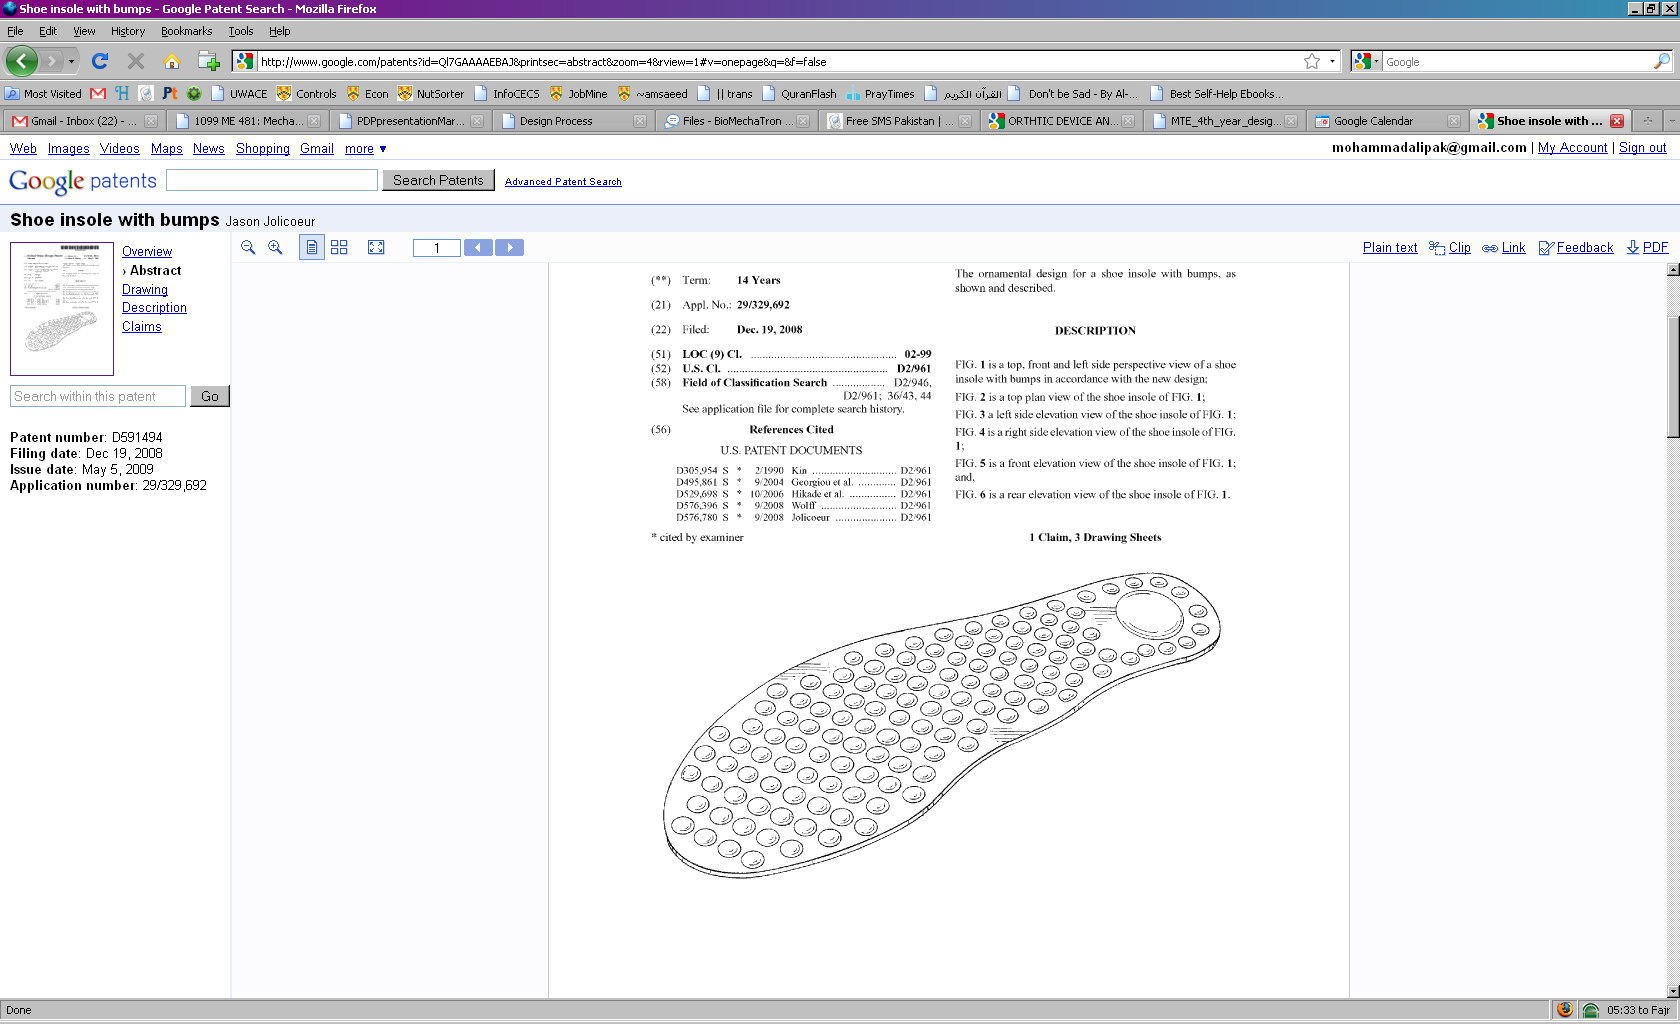 Shoe insole with bumps - Google Patent Search - Mozilla Firefox
File Edit View History Bookmarks Tools Help
http://www.google.com/patents?id=Ql7GAAAAEBAJ&printsec=abstract&zoom=4&rview=1#v=onepage&q=&f=false
Google
Most Visited UWACE Controls Econ NutSorter InfoCECS JobMine ~amsaeed || trans QuranFlash PrayTimes القرآن الكريم Don't be Sad - By Al-... Best Self-Help Ebooks...
Gmail - Inbox (22) - ... 1099 ME 481: Mecha... PDPpresentationMar... Design Process Files - BioMechaTron ... Free SMS Pakistan | ... ORTHTIC DEVICE AN... MTE_4th_year_desig... Google Calendar Shoe insole with ...
Web Images Videos Maps News Shopping Gmail more ▼
mohammadalipak@gmail.com | My Account | Sign out
Google patents Search Patents Advanced Patent Search
Shoe insole with bumps Jason Jolicoeur
1
Plain text Clip Link Feedback PDF
Overview
› Abstract
Drawing
Description
Claims
Search within this patent Go
Patent number: D591494
Filing date: Dec 19, 2008
Issue date: May 5, 2009
Application number: 29/329,692
(**) Term: 14 Years
(21) Appl. No.: 29/329,692
(22) Filed: Dec. 19, 2008
(51) LOC (9) Cl. .......... 02-99
(52) U.S. Cl. .......... D2/961
(58) Field of Classification Search .......... D2/946,
D2/961; 36/43, 44
See application file for complete search history.
(56) References Cited
U.S. PATENT DOCUMENTS
D305,954 S * 2/1990 Kin .......... D2/961
D495,861 S * 9/2004 Georgiou et al. .......... D2/961
D529,698 S * 10/2006 Hikade et al. .......... D2/961
D576,396 S * 9/2008 Wolff .......... D2/961
D576,780 S * 9/2008 Jolicoeur .......... D2/961
* cited by examiner
The ornamental design for a shoe insole with bumps, as
shown and described.
DESCRIPTION
FIG. 1 is a top, front and left side perspective view of a shoe
insole with bumps in accordance with the new design;
FIG. 2 is a top plan view of the shoe insole of FIG. 1;
FIG. 3 a left side elevation view of the shoe insole of FIG. 1;
FIG. 4 is a right side elevation view of the shoe insole of FIG.
1;
FIG. 5 is a front elevation view of the shoe insole of FIG. 1;
and,
FIG. 6 is a rear elevation view of the shoe insole of FIG. 1.
1 Claim, 3 Drawing Sheets
Done
05:33 to Fajr